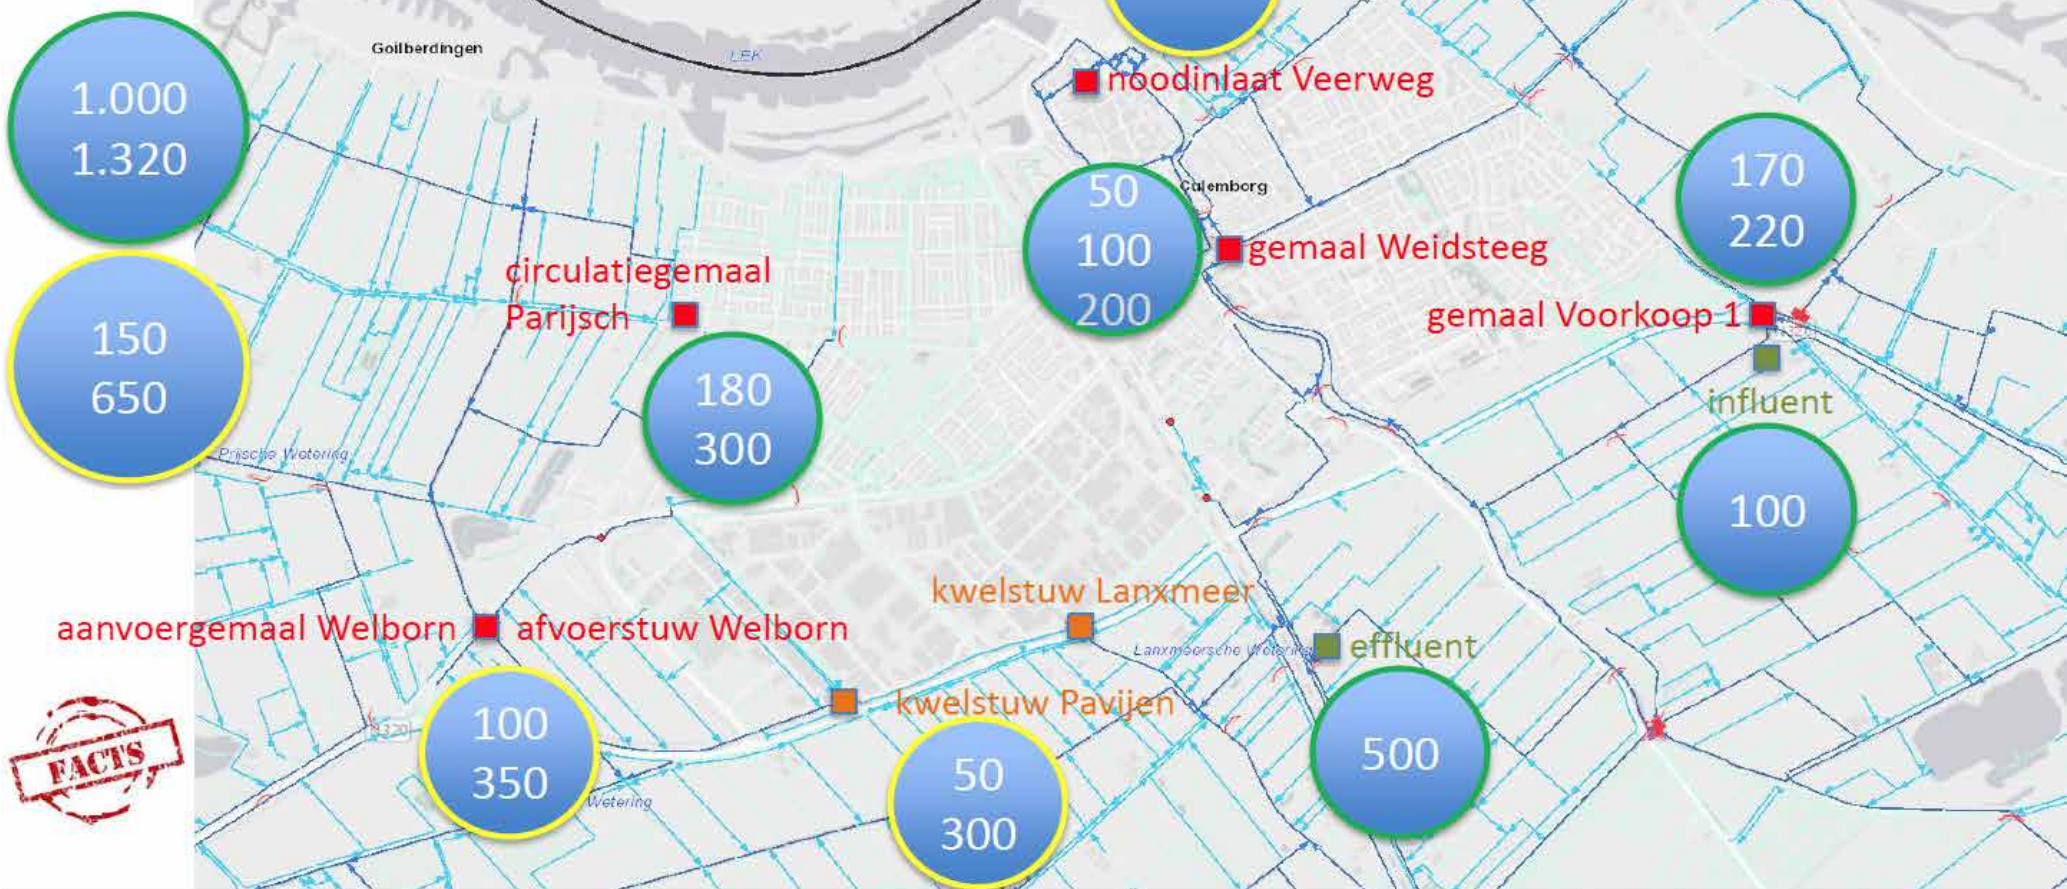 Goilberdingen
LEK
noodinlaat Veerweg
1.000
1.320
50
100
200
Culemborg
170
220
gemaal Weidsteeg
circulatiegemaal
Parijsch
gemaal Voorkoop 1
150
650
180
300
influent
100
Prijsche Wetering
kwelstuw Lanxmeer
aanvoergemaal Welborn
afvoerstuw Welborn
Lanxmeersche Wetering
effluent
kwelstuw Pavijen
320
FACTS
100
350
500
50
300
Wetering